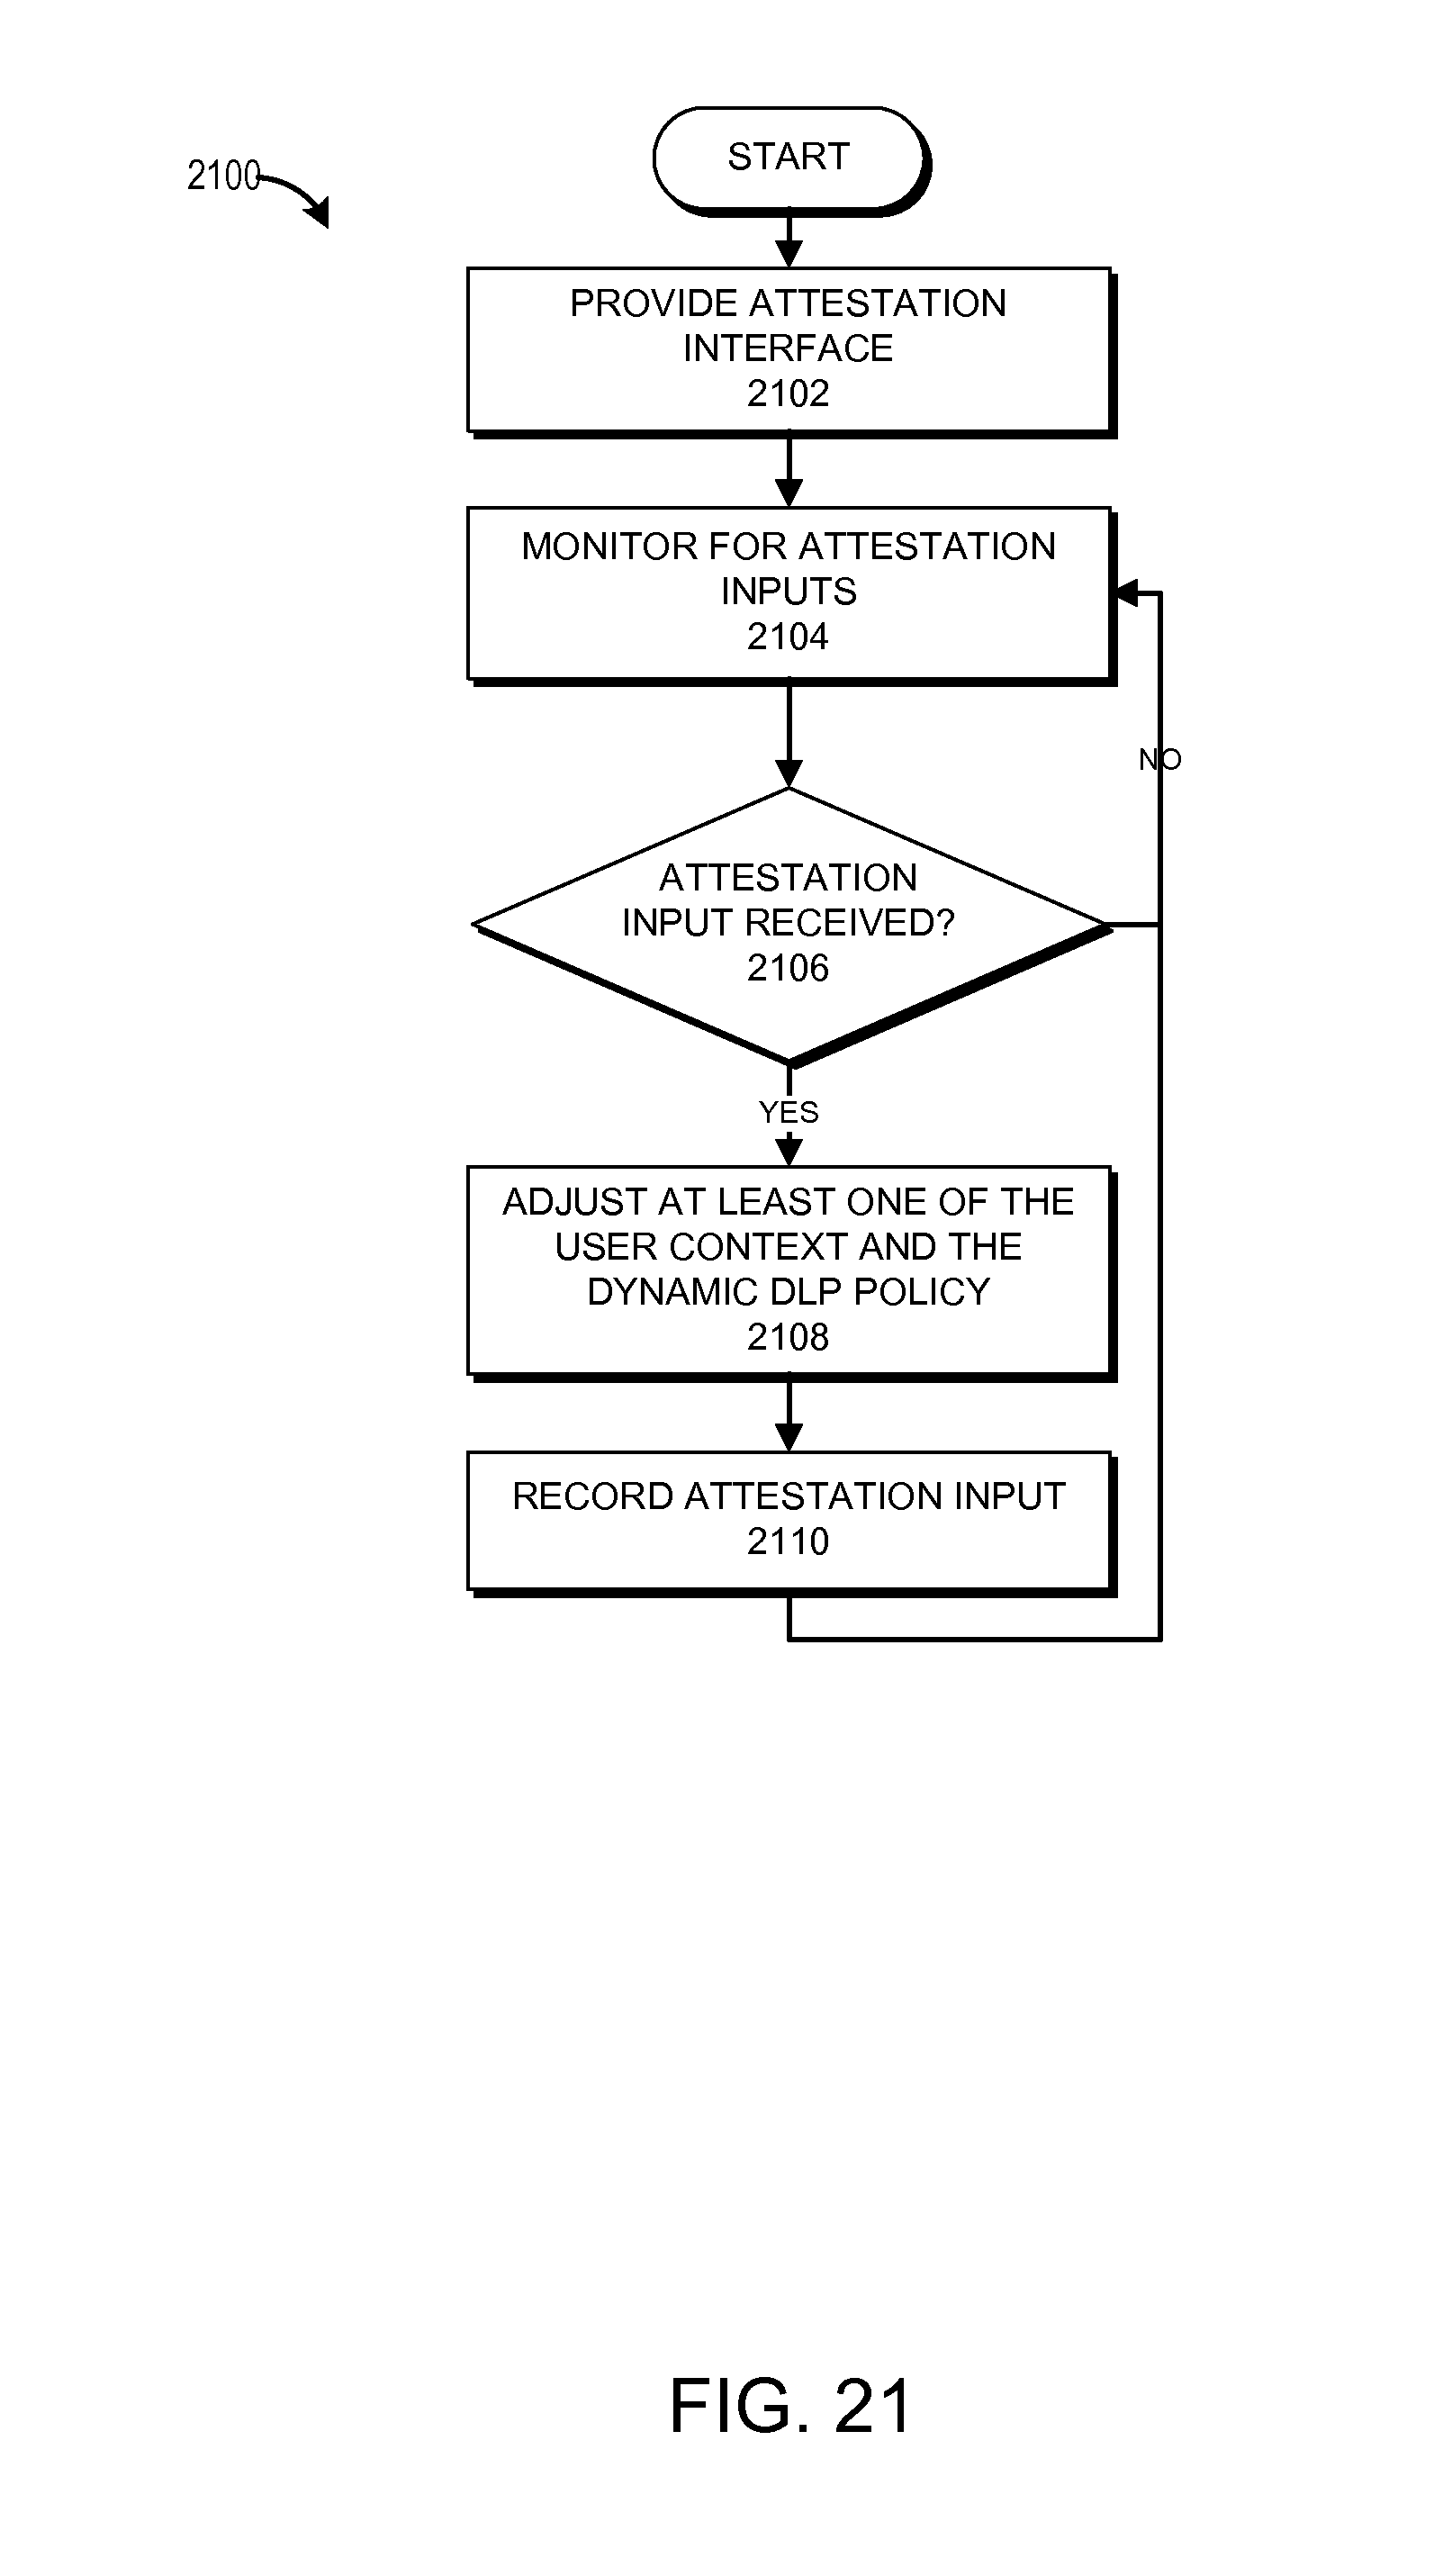 START
2100
PROVIDE ATTESTATION
INTERFACE
2102
MONITOR FOR ATTESTATION
INPUTS
2104
NO
ATTESTATION
INPUT RECEIVED?
2106
YES
ADJUST AT LEAST ONE OF THE
USER CONTEXT AND THE
DYNAMIC DLP POLICY
2108
RECORD ATTESTATION INPUT
2110
FIG. 21